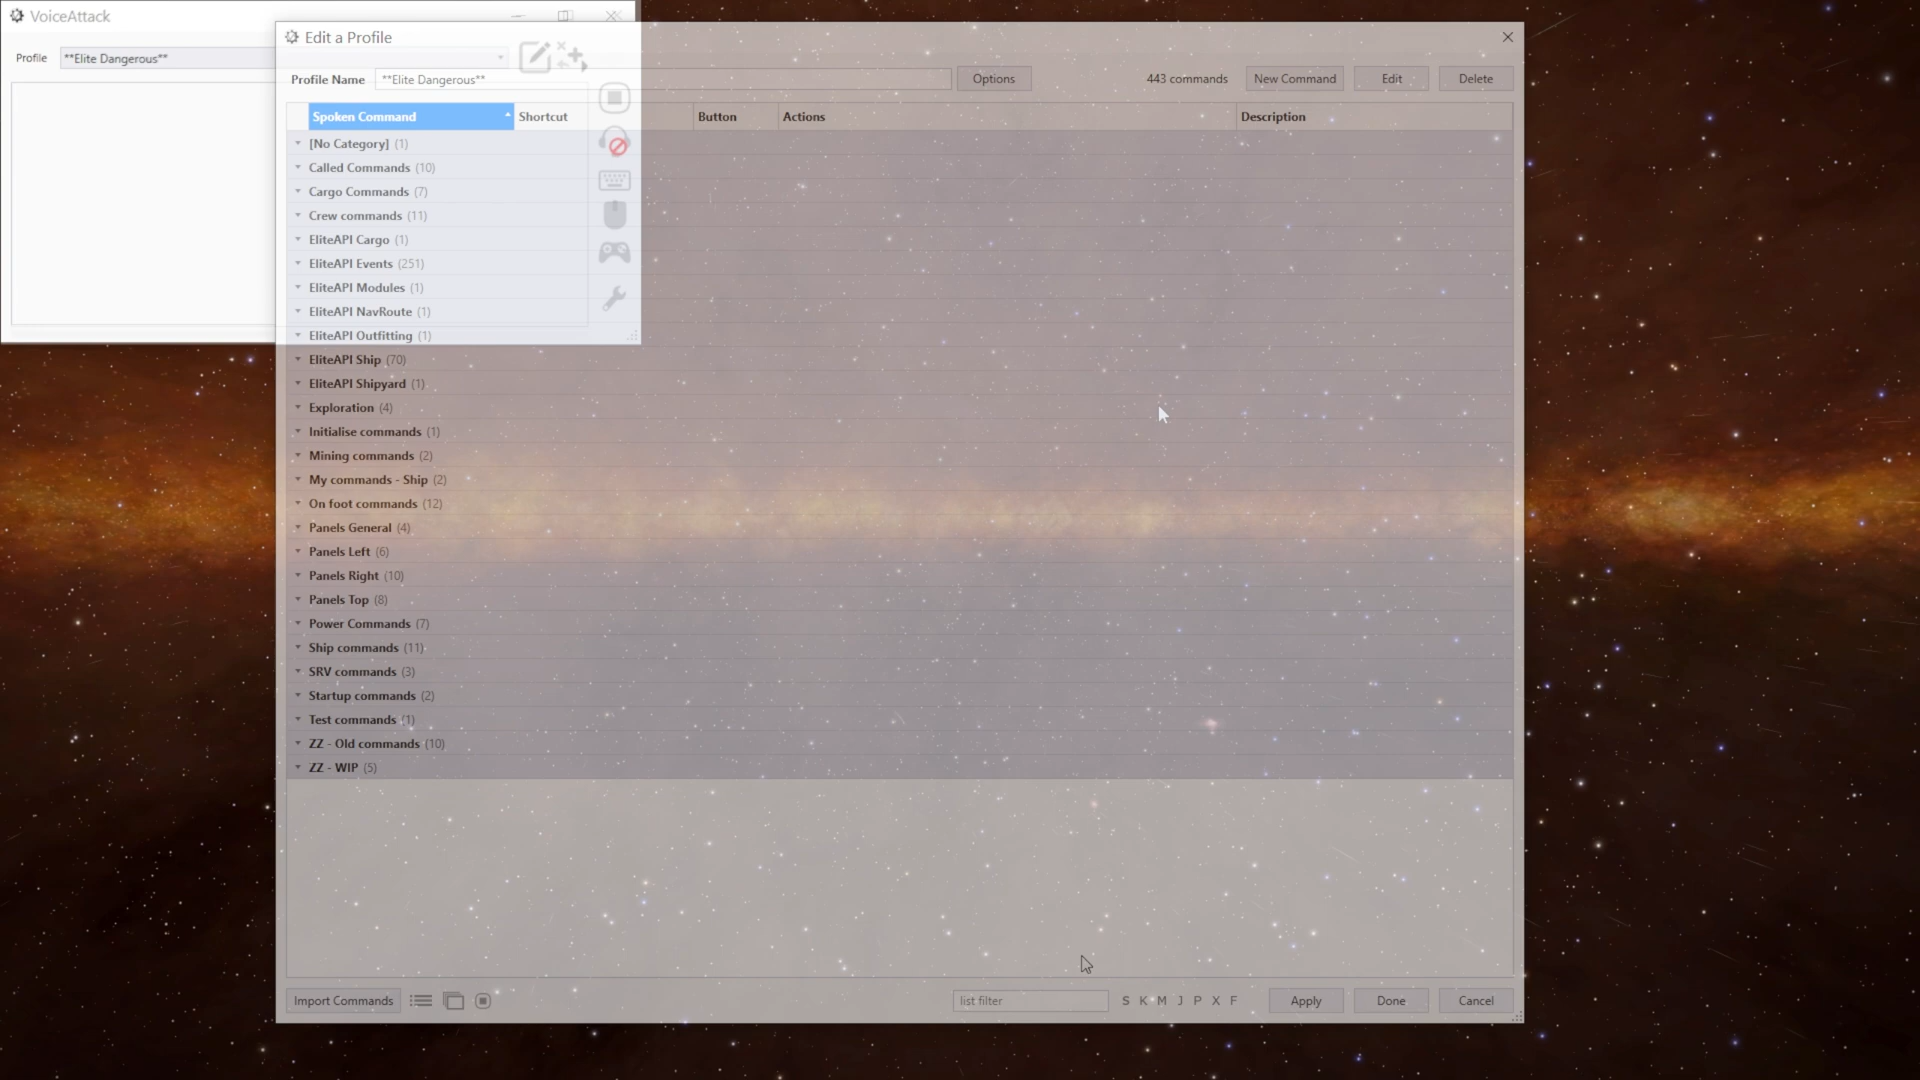 VoiceAttack
Profile **Elite Dangerous**
Edit a Profile
Profile Name **Elite Dangerous** Options 443 commands New Command Edit Delete
Spoken Command Shortcut Button Actions Description
[No Category] (1)
Called Commands (10)
Cargo Commands (7)
Crew commands (11)
EliteAPI Cargo (1)
EliteAPI Events (251)
EliteAPI Modules (1)
EliteAPI NavRoute (1)
EliteAPI Outfitting (1)
EliteAPI Ship (70)
EliteAPI Shipyard (1)
Exploration (4)
Initialise commands (1)
Mining commands (2)
My commands - Ship (2)
On foot commands (12)
Panels General (4)
Panels Left (6)
Panels Right (10)
Panels Top (8)
Power Commands (7)
Ship commands (11)
SRV commands (3)
Startup commands (2)
Test commands (1)
ZZ - Old commands (10)
ZZ - WIP (5)
Import Commands list filter S K M J P X F Apply Done Cancel